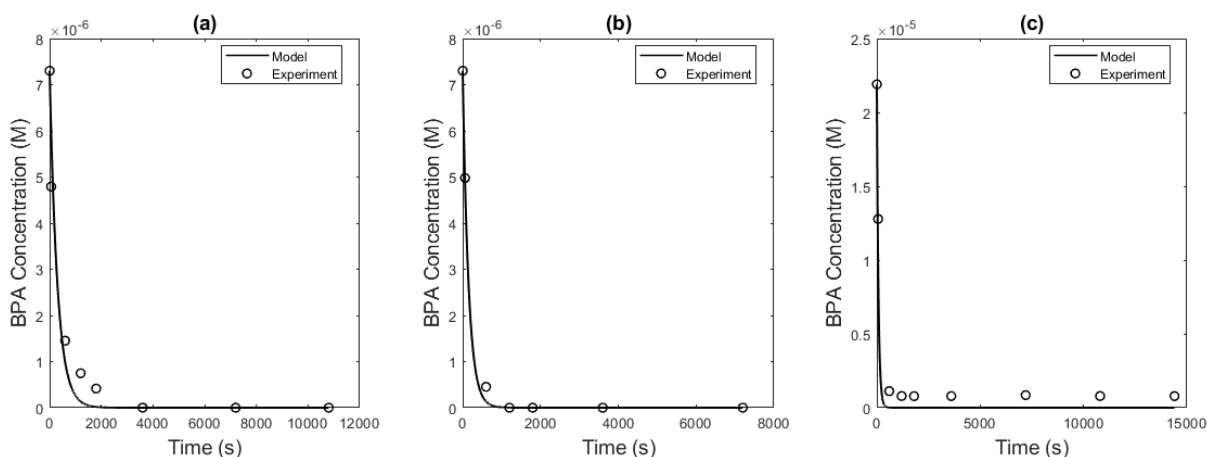 (a)
×10⁻⁶
8
7
6
5
4
3
2
1
0
BPA Concentration (M)
0 2000 4000 6000 8000 10000 12000
Time (s)
Model
Experiment
(b)
×10⁻⁶
8
7
6
5
4
3
2
1
0
BPA Concentration (M)
0 2000 4000 6000 8000
Time (s)
Model
Experiment
(c)
×10⁻⁵
2.5
2
1.5
1
0.5
0
BPA Concentration (M)
0 5000 10000 15000
Time (s)
Model
Experiment